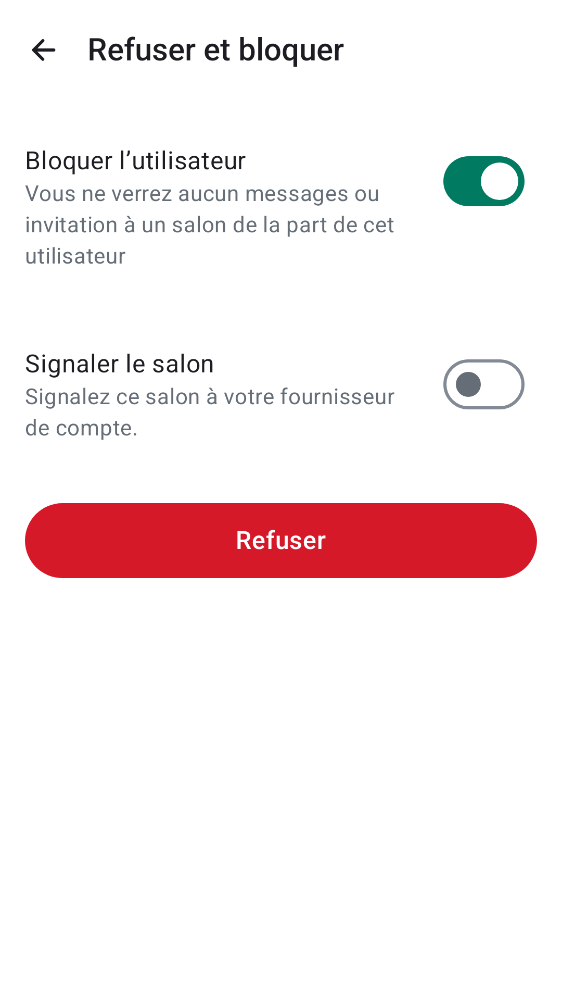 Refuser et bloquer
Bloquer l’utilisateur
Vous ne verrez aucun messages ou
invitation à un salon de la part de cet
utilisateur
Signaler le salon
Signalez ce salon à votre fournisseur
de compte.
Refuser